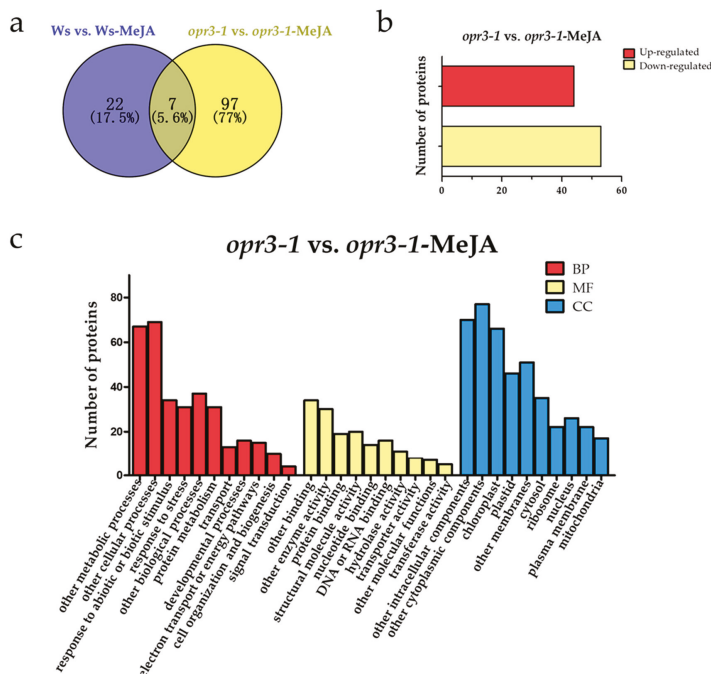 a
Ws vs. Ws-MeJA
opr3-1 vs. opr3-1-MeJA
22
(17.5%)
7
(5.6%)
97
(77%)
b
opr3-1 vs. opr3-1-MeJA
Up-regulated
Down-regulated
Number of proteins
0
20
40
60
c
opr3-1 vs. opr3-1-MeJA
BP
MF
CC
Number of proteins
80
60
40
20
0
other metabolic processes
other cellular processes
response to abiotic or biotic stimulus
response to stress
other biological processes
protein metabolism
transport
developmental processes
electron transport or energy pathways
cell organization and biogenesis
signal transduction
other binding
other enzyme activity
protein binding
structural molecule activity
nucleotide binding
DNA or RNA binding
hydrolase activity
transporter activity
other molecular functions
transferase activity
other intracellular components
other cytoplasmic components
chloroplast
plastid
other membranes
cytosol
ribosome
nucleus
plasma membrane
mitochondria